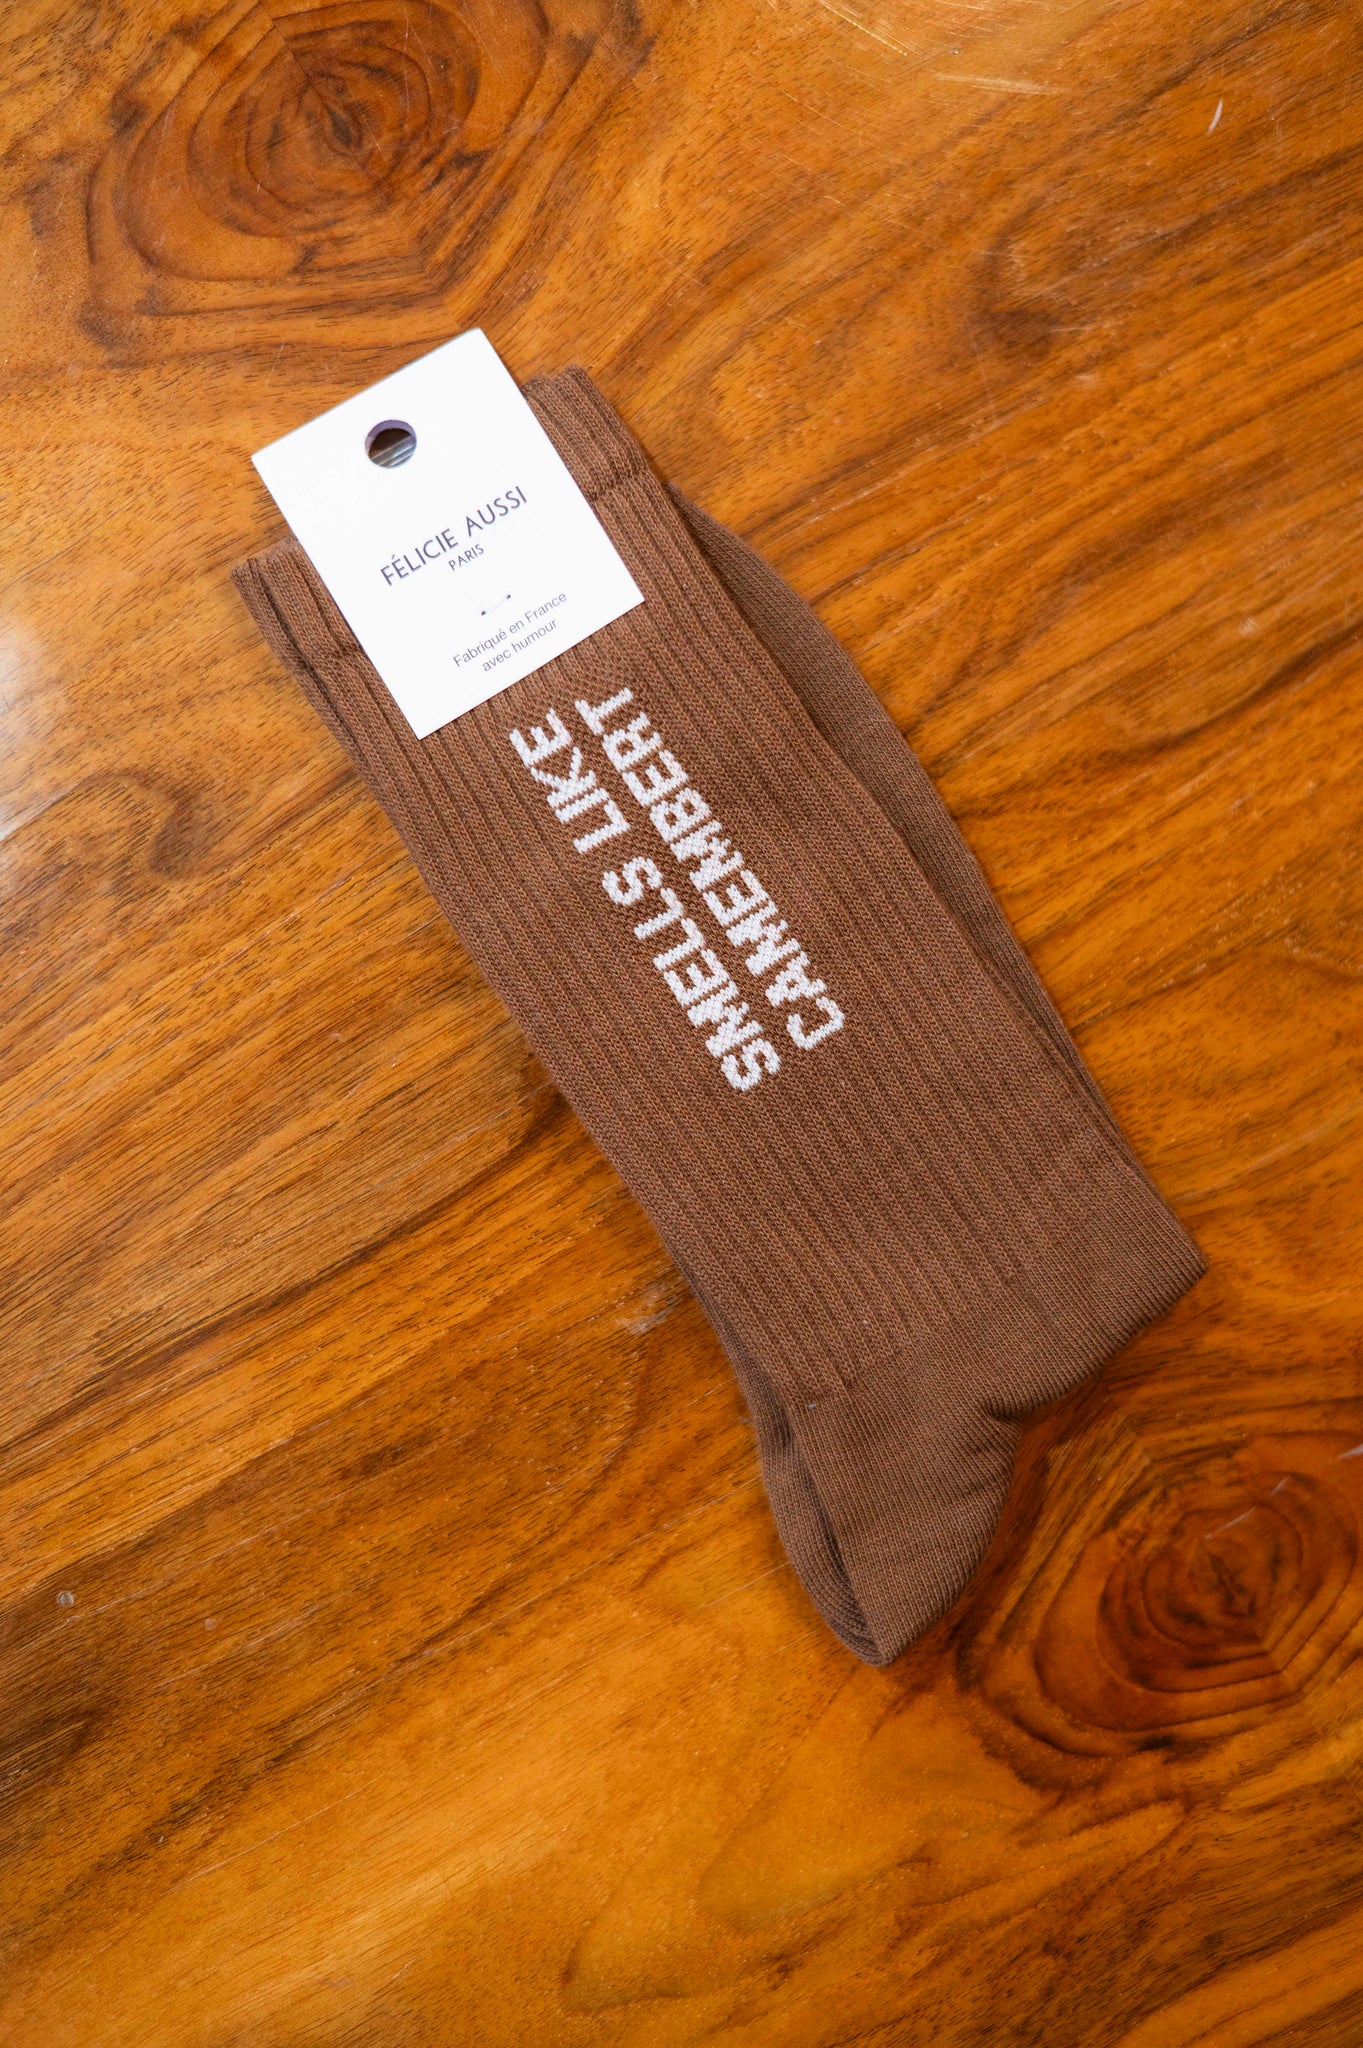 FÉLICIE AUSSI
PARIS
Fabriqué en France
avec humour
SMELLS LIKE
CAMEMBERT